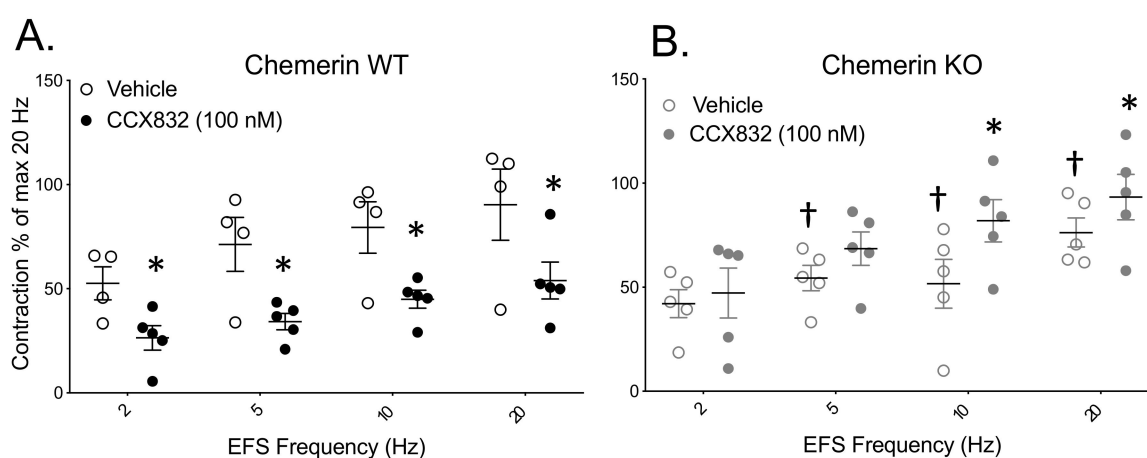 A.
Chemerin WT
Contraction % of max 20 Hz
150
100
50
0
Vehicle
CCX832 (100 nM)
*
*
*
*
2
5
10
20
EFS Frequency (Hz)
B.
Chemerin KO
150
100
50
0
Vehicle
CCX832 (100 nM)
†
†
*
†
*
2
5
10
20
EFS Frequency (Hz)